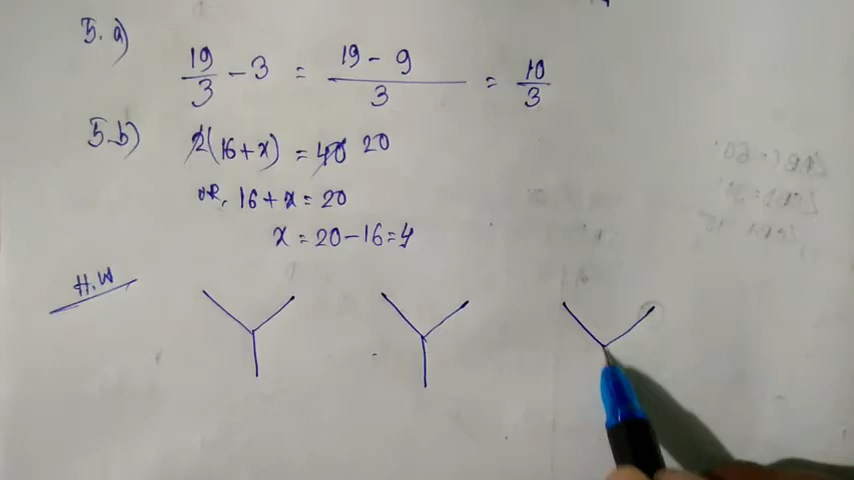 5. a)
19/3 - 3 = 19 - 9/3 = 10/3
5.b) 2(16+x) = 40 20
OR, 16+x = 20
x = 20-16=4
H.W